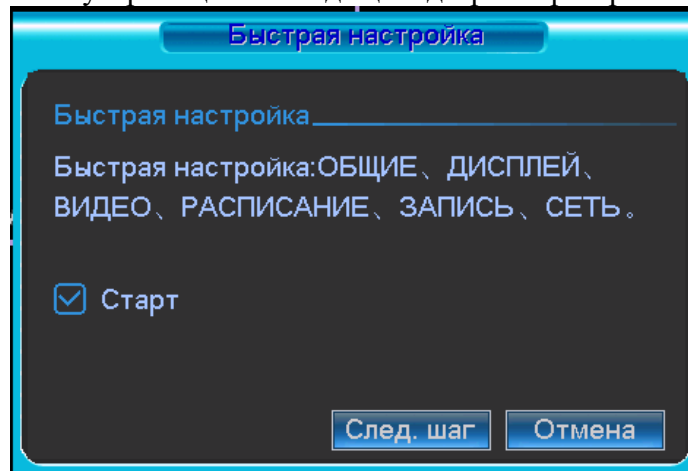 Быстрая настройка
Быстрая настройка
Быстрая настройка:ОБЩИЕ、ДИСПЛЕЙ、
ВИДЕО、РАСПИСАНИЕ、ЗАПИСЬ、СЕТЬ。
Старт
След. шаг
Отмена